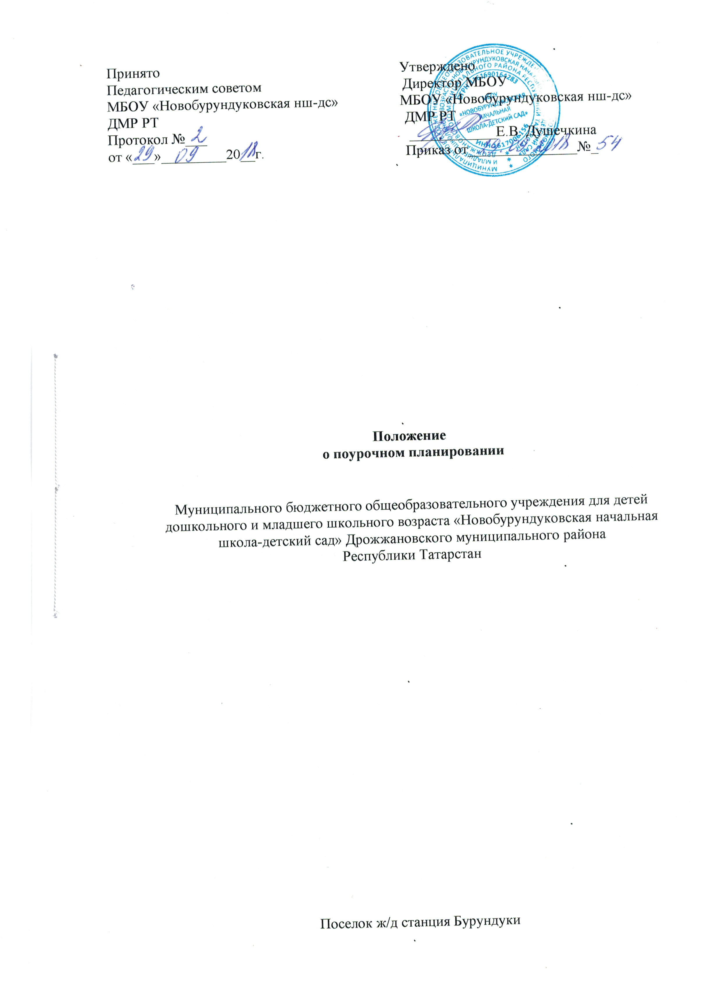 Принято
Педагогическим советом
МБОУ «Новобурундуковская нш-дс»
ДМР РТ
Протокол № 2
от «29» 09 2018г.
Утверждено
Директор МБОУ
МБОУ «Новобурундуковская нш-дс»
ДМР РТ
Е.В. Душечкина
Приказ от 29.09.2018 № 54
МБОУ
«НОВОБУРУНДУКОВСКАЯ
НАЧАЛЬНАЯ
ШКОЛА-ДЕТСКИЙ САД»
Положение
о поурочном планировании
Муниципального бюджетного общеобразовательного учреждения для детей
дошкольного и младшего школьного возраста «Новобурундуковская начальная
школа-детский сад» Дрожжановского муниципального района
Республики Татарстан
Поселок ж/д станция Бурундуки